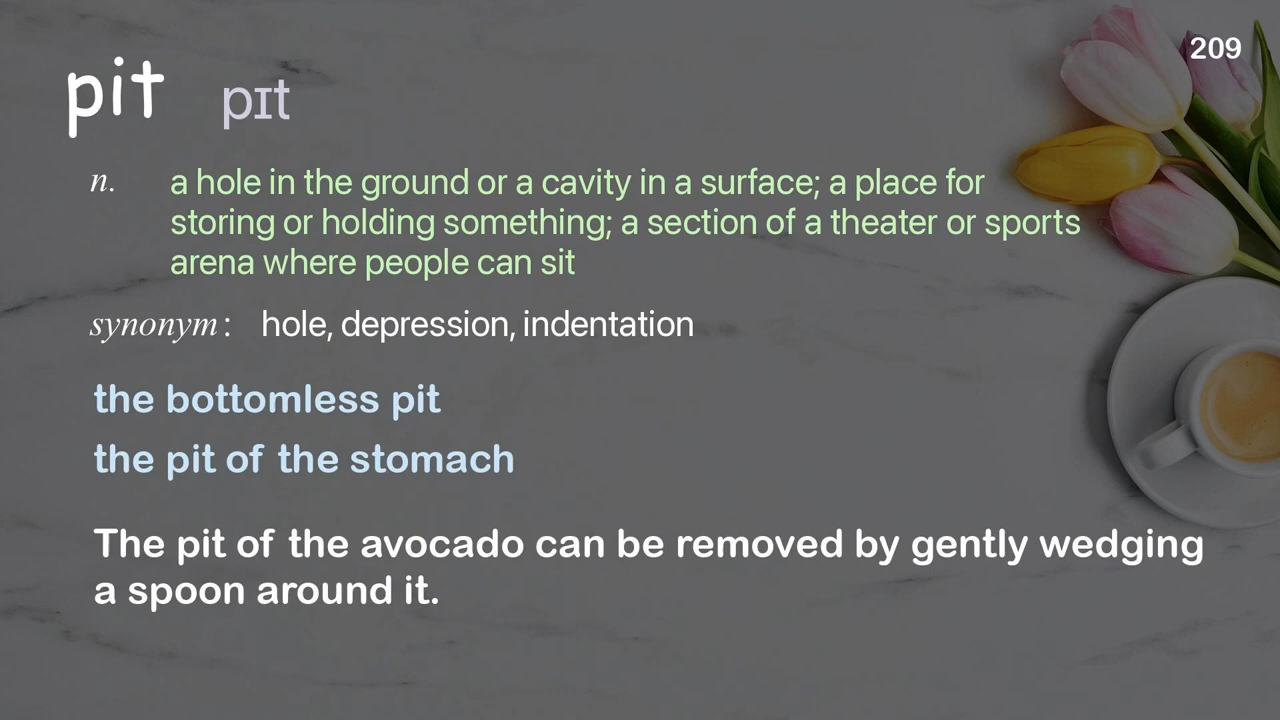 209
pit pɪt
n. a hole in the ground or a cavity in a surface; a place for
storing or holding something; a section of a theater or sports
arena where people can sit
synonym: hole, depression, indentation
the bottomless pit
the pit of the stomach
The pit of the avocado can be removed by gently wedging
a spoon around it.